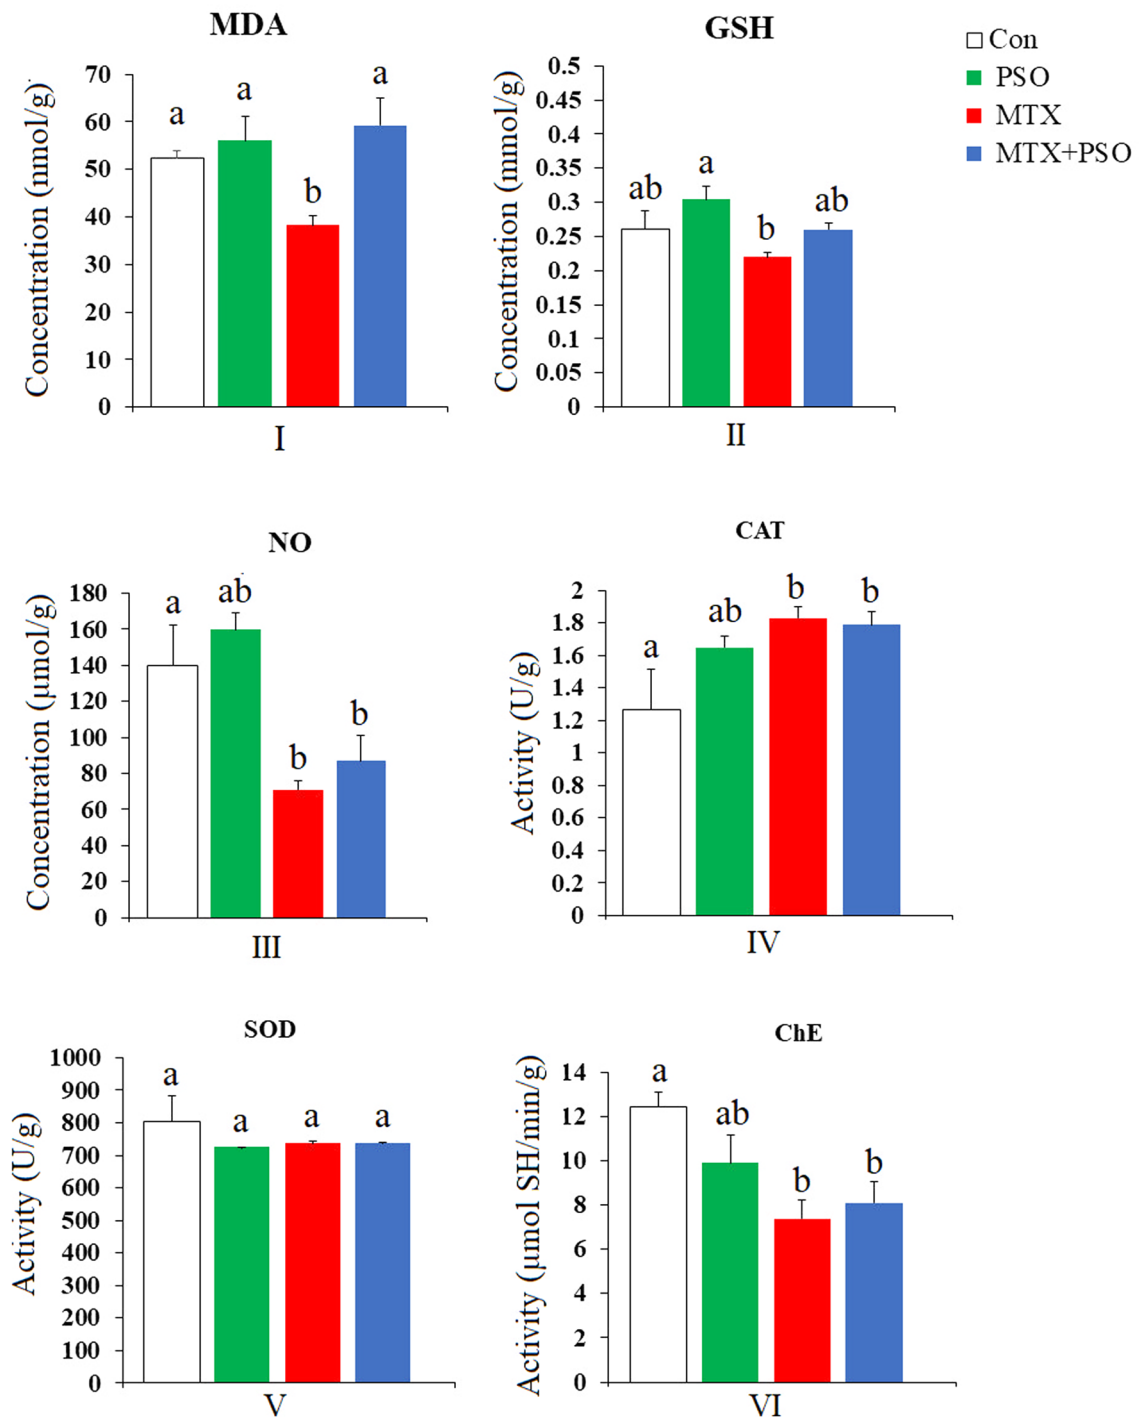 MDA
Concentration (nmol/g)
70
60
50
40
30
20
10
0
a
a
b
a
I
GSH
Concentration (mmol/g)
0.5
0.45
0.4
0.35
0.3
0.25
0.2
0.15
0.1
0.05
0
ab
a
b
ab
II
Con
PSO
MTX
MTX+PSO
NO
Concentration (μmol/g)
180
160
140
120
100
80
60
40
20
0
a
ab
b
b
III
CAT
Activity (U/g)
2
1.8
1.6
1.4
1.2
1
0.8
0.6
0.4
0.2
0
a
ab
b
b
IV
SOD
Activity (U/g)
1000
900
800
700
600
500
400
300
200
100
0
a
a
a
a
V
ChE
Activity (μmol SH/min/g)
14
12
10
8
6
4
2
0
a
ab
b
b
VI